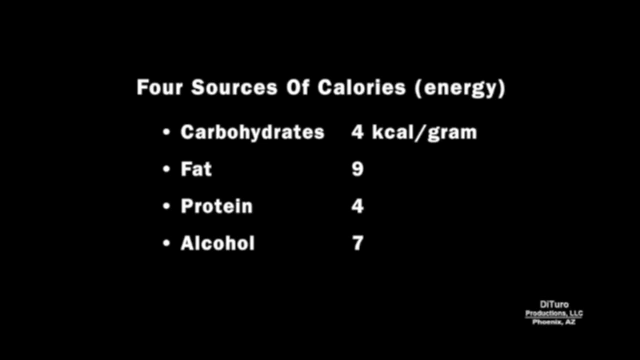 Four Sources Of Calories (energy)
• Carbohydrates 4 kcal/gram
• Fat 9
• Protein 4
• Alcohol 7
DiTuro
Productions, LLC
Phoenix, AZ